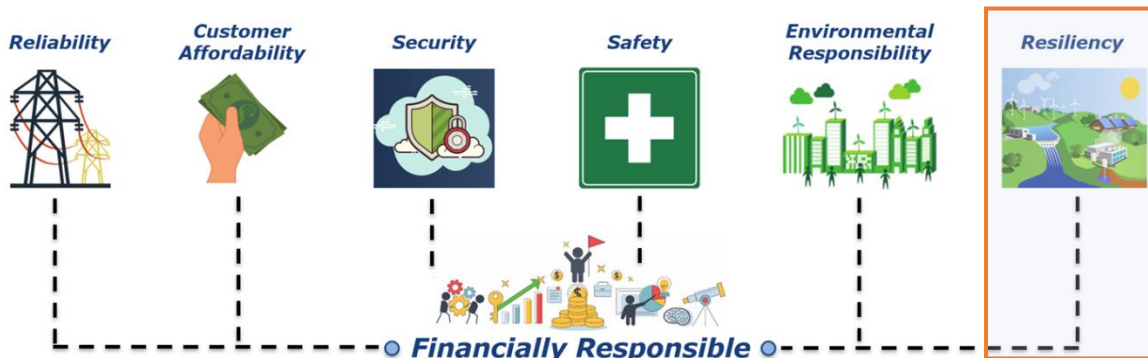 Reliability
Customer
Affordability
Security
Safety
Environmental
Responsibility
Resiliency
Financially Responsible